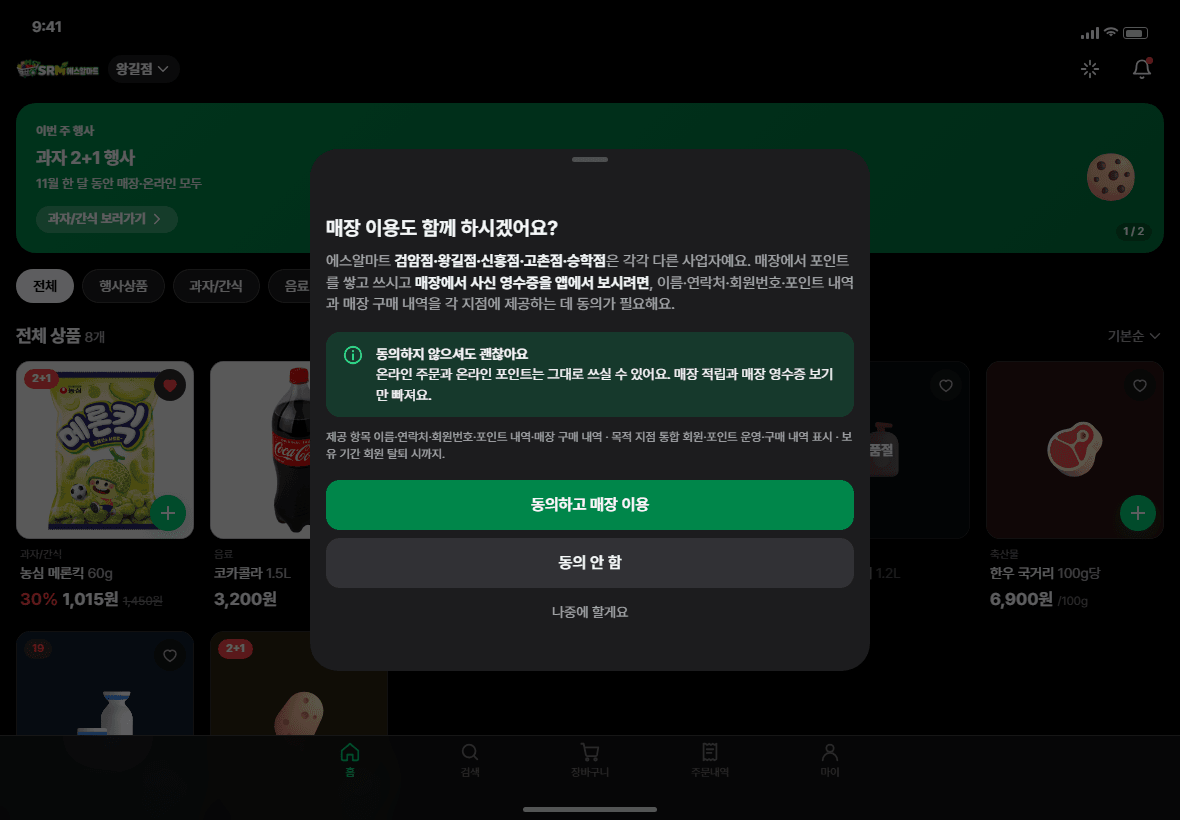 9:41
SRM 에스알마트
왕길점
이번 주 행사
과자 2+1 행사
11월 한 달 동안 매장·온라인 모두
과자/간식 보러가기
1 / 2
전체
행사상품
과자/간식
음료
전체 상품 8개
기본순
매장 이용도 함께 하시겠어요?
에스알마트 검암점·왕길점·신흥점·고촌점·승학점은 각각 다른 사업자예요. 매장에서 포인트
를 쌓고 쓰시고 매장에서 사신 영수증을 앱에서 보시려면, 이름·연락처·회원번호·포인트 내역
과 매장 구매 내역을 각 지점에 제공하는 데 동의가 필요해요.
동의하지 않으셔도 괜찮아요
온라인 주문과 온라인 포인트는 그대로 쓰실 수 있어요. 매장 적립과 매장 영수증 보기
만 빠져요.
제공 항목 이름·연락처·회원번호·포인트 내역·매장 구매 내역 · 목적 지점 통합 회원·포인트 운영·구매 내역 표시 · 보
유 기간 회원 탈퇴 시까지.
동의하고 매장 이용
동의 안 함
나중에 할게요
2+1
농심
메론킥
Coca-Cola
품절
과자/간식
농심 메론킥 60g
30% 1,015원 1,450원
음료
코카콜라 1.5L
3,200원
1.2L
축산물
한우 국거리 100g당
6,900원 /100g
19
2+1
홈
검색
장바구니
주문내역
마이